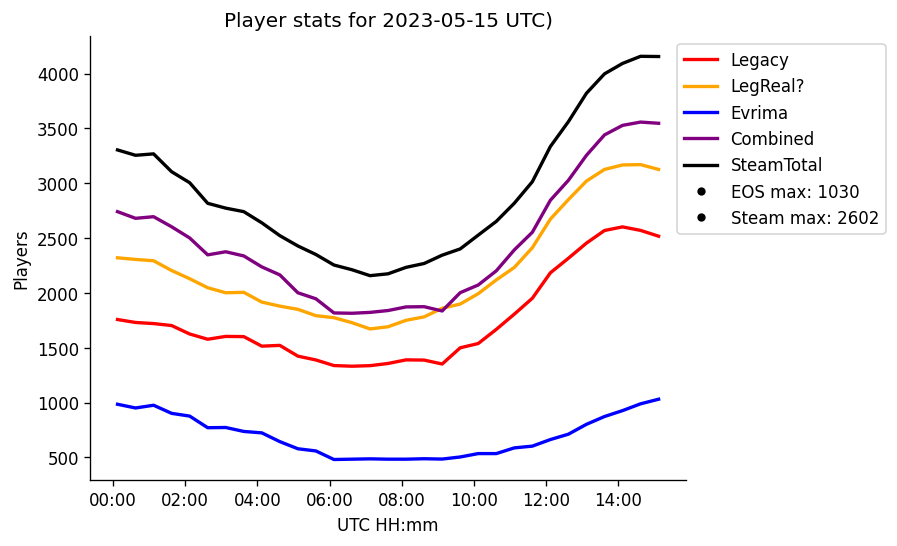 Player stats for 2023-05-15 UTC)
Players
4000
3500
3000
2500
2000
1500
1000
500
00:00 02:00 04:00 06:00 08:00 10:00 12:00 14:00
UTC HH:mm
Legacy
LegReal?
Evrima
Combined
SteamTotal
EOS max: 1030
Steam max: 2602